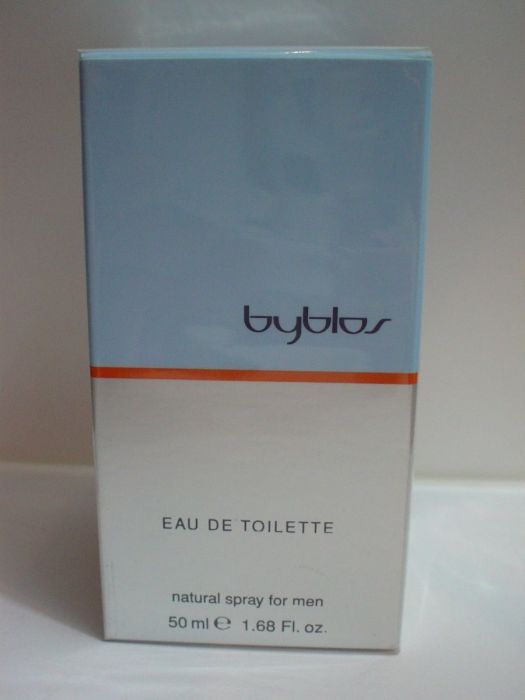 byblos
EAU DE TOILETTE
natural spray for men
50 ml ℮ 1.68 Fl. oz.